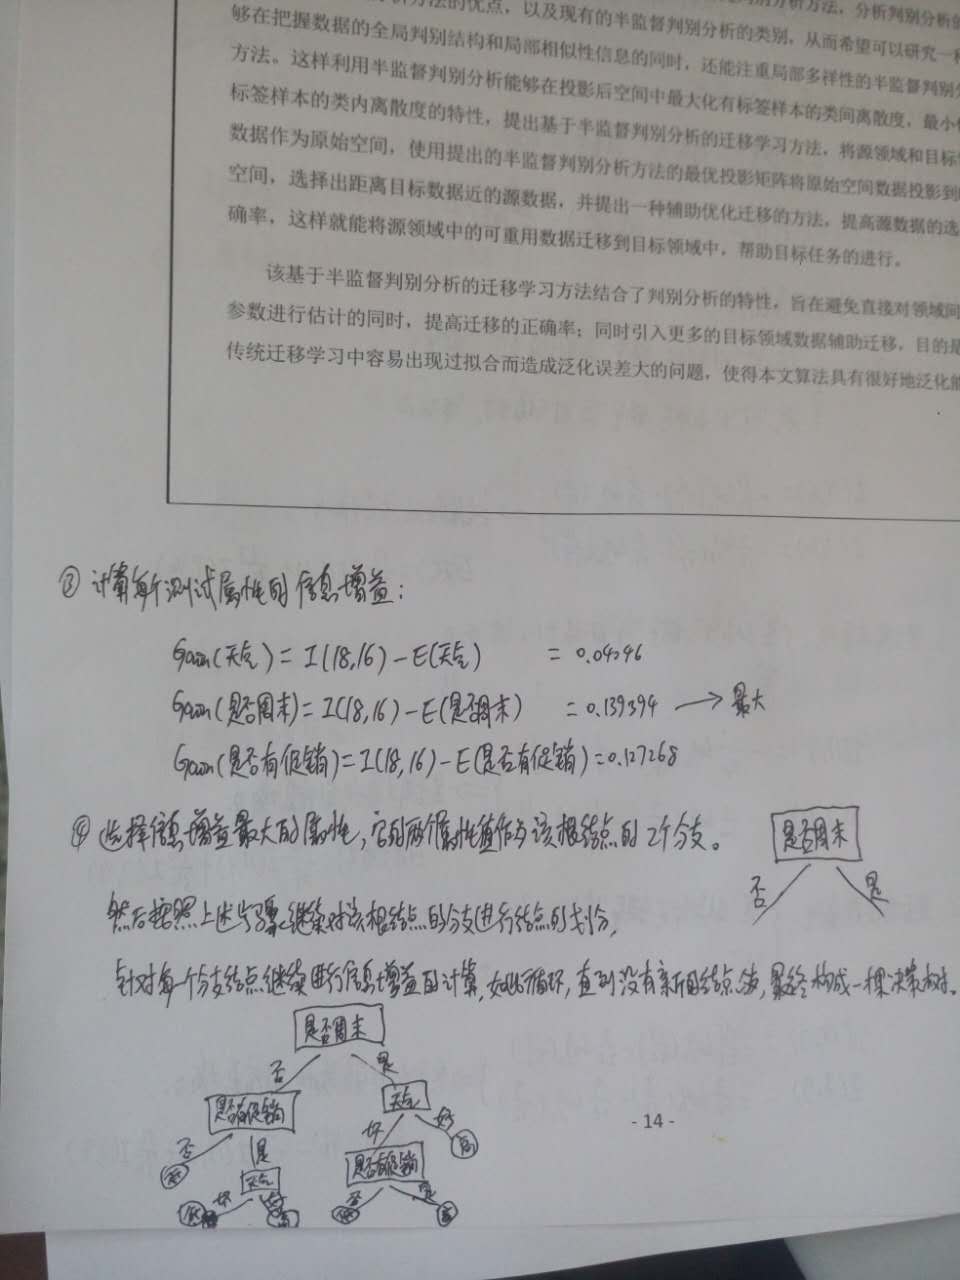 析方法的优点，以及现有的半监督判别分析的类别，从而希望可以研究一种
够在把握数据的全局判别结构和局部相似性信息的同时，还能注重局部多样性的半监督判别分
方法。这样利用半监督判别分析能够在投影后空间中最大化有标签样本的类间离散度，最小化
标签样本的类内离散度的特性，提出基于半监督判别分析的迁移学习方法，将源领域和目标
数据作为原始空间，使用提出的半监督判别分析方法的最优投影矩阵将原始空间数据投影到
空间，选择出距离目标数据近的源数据，并提出一种辅助优化迁移的方法，提高源数据的选
确率，这样就能将源领域中的可重用数据迁移到目标领域中，帮助目标任务的进行。
该基于半监督判别分析的迁移学习方法结合了判别分析的特性，旨在避免直接对领域间
参数进行估计的同时，提高迁移的正确率；同时引入更多的目标领域数据辅助迁移，目的是
传统迁移学习中容易出现过拟合而造成泛化误差大的问题，使得本文算法具有很好地泛化能
③ 计算每个测试属性的信息增益：
Gain(天气) = I(18,16) - E(天气) = 0.04246
Gain(是否周末) = I(18,16) - E(是否周末) = 0.139394 → 最大
Gain(是否有促销) = I(18,16) - E(是否有促销) = 0.127268
④ 选择信息增益最大的属性，它的两个属性值作为该根结点的2个分支。
是否周末
否 是
然后按照上述步骤继续对该根结点的分支进行结点的划分，
针对每一个分支结点继续进行信息增益的计算，如此循环，直到没有新的结点分支，最终构成一棵决策树。
是否周末
否 是
是否有促销 天气
否 是 坏 好
低 天气 是否有促销 高
坏 好 否 是
低 高 低 高
- 14 -